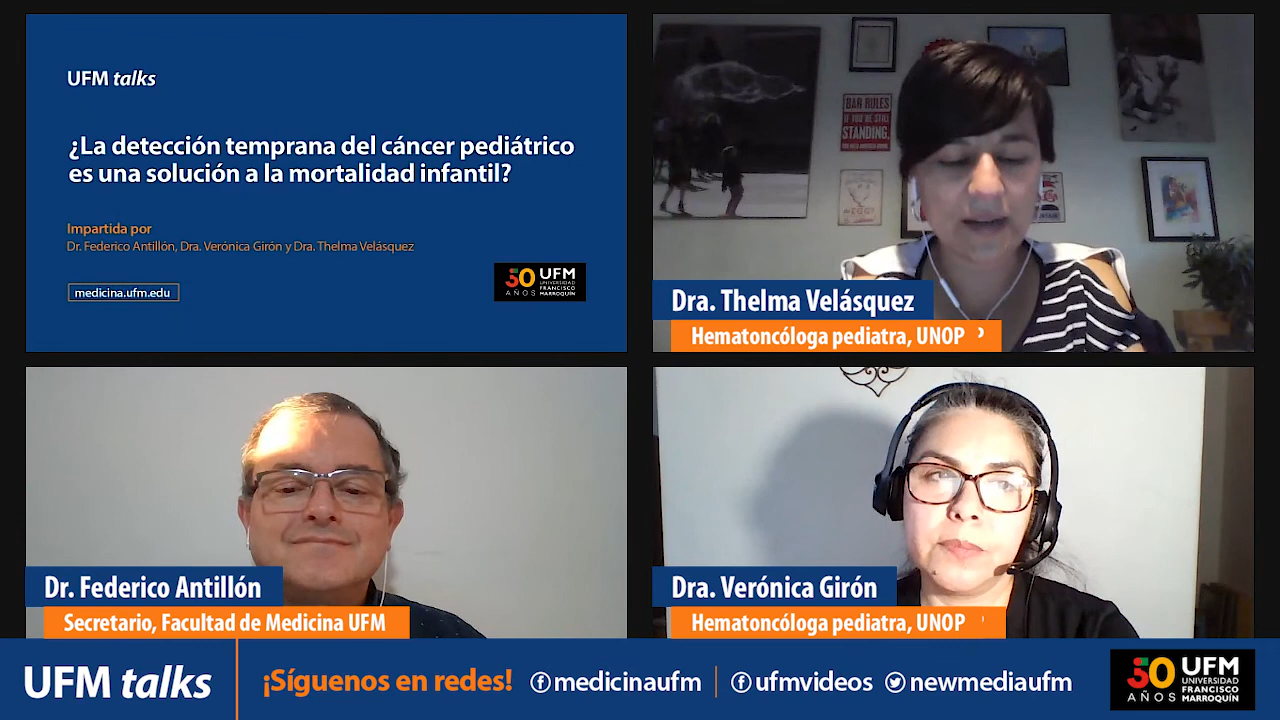 UFM talks
¿La detección temprana del cáncer pediátrico
es una solución a la mortalidad infantil?
Impartida por
Dr. Federico Antillón, Dra. Verónica Girón y Dra. Thelma Velásquez
medicina.ufm.edu
50 AÑOS
UFM
UNIVERSIDAD
FRANCISCO
MARROQUÍN
BAR RULES
IF YOU'RE STILL
STANDING,
Dra. Thelma Velásquez
Hematoncóloga pediatra, UNOP
Dr. Federico Antillón
Secretario, Facultad de Medicina UFM
Dra. Verónica Girón
Hematoncóloga pediatra, UNOP
UFM talks
¡Síguenos en redes!
medicinaufm
ufmvideos
newmediaufm
50 AÑOS
UFM
UNIVERSIDAD
FRANCISCO
MARROQUÍN